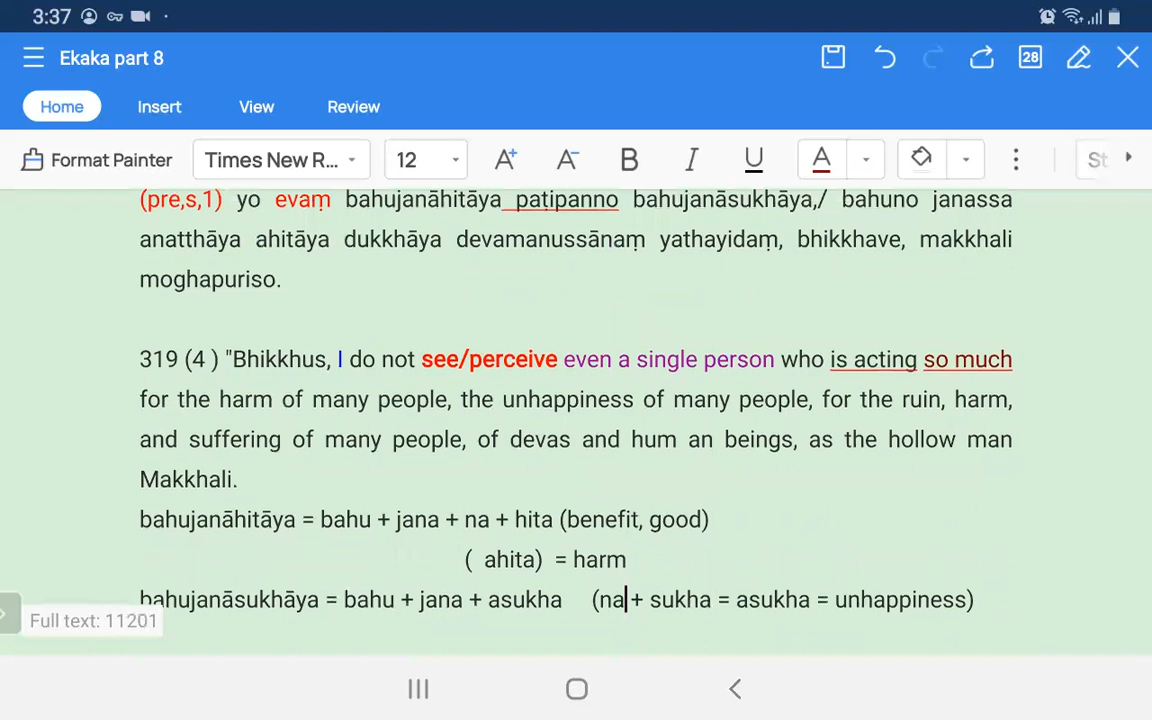 3:37
Ekaka part 8
28
Home Insert View Review
Format Painter Times New R... 12 B I U A St
(pre,s,1) yo evaṃ bahujanāhitāya paṭipanno bahujanāsukhāya,/ bahuno janassa
anatthāya ahitāya dukkhāya devamanussānaṃ yathayidaṃ, bhikkhave, makkhali
moghapuriso.
319 (4 ) "Bhikkhus, I do not see/perceive even a single person who is acting so much
for the harm of many people, the unhappiness of many people, for the ruin, harm,
and suffering of many people, of devas and hum an beings, as the hollow man
Makkhali.
bahujanāhitāya = bahu + jana + na + hita (benefit, good)
( ahita) = harm
bahujanāsukhāya = bahu + jana + asukha (na + sukha = asukha = unhappiness)
Full text: 11201